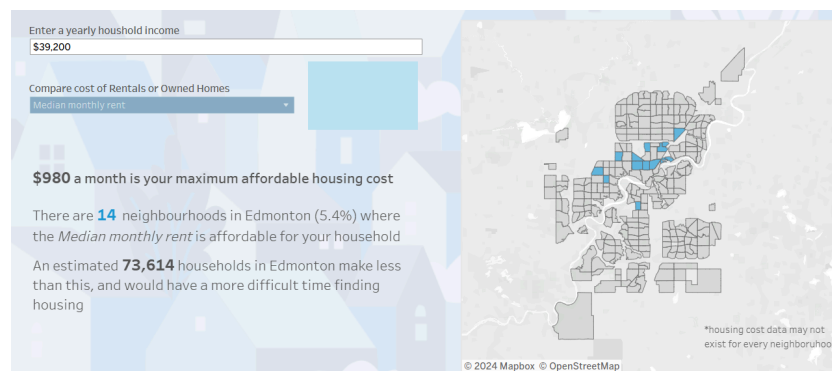 Enter a yearly houshold income
$39,200
Compare cost of Rentals or Owned Homes
Median monthly rent
$980 a month is your maximum affordable housing cost
There are 14 neighbourhoods in Edmonton (5.4%) where
the Median monthly rent is affordable for your household
An estimated 73,614 households in Edmonton make less
than this, and would have a more difficult time finding
housing
*housing cost data may not
exist for every neighboruhoo
© 2024 Mapbox © OpenStreetMap